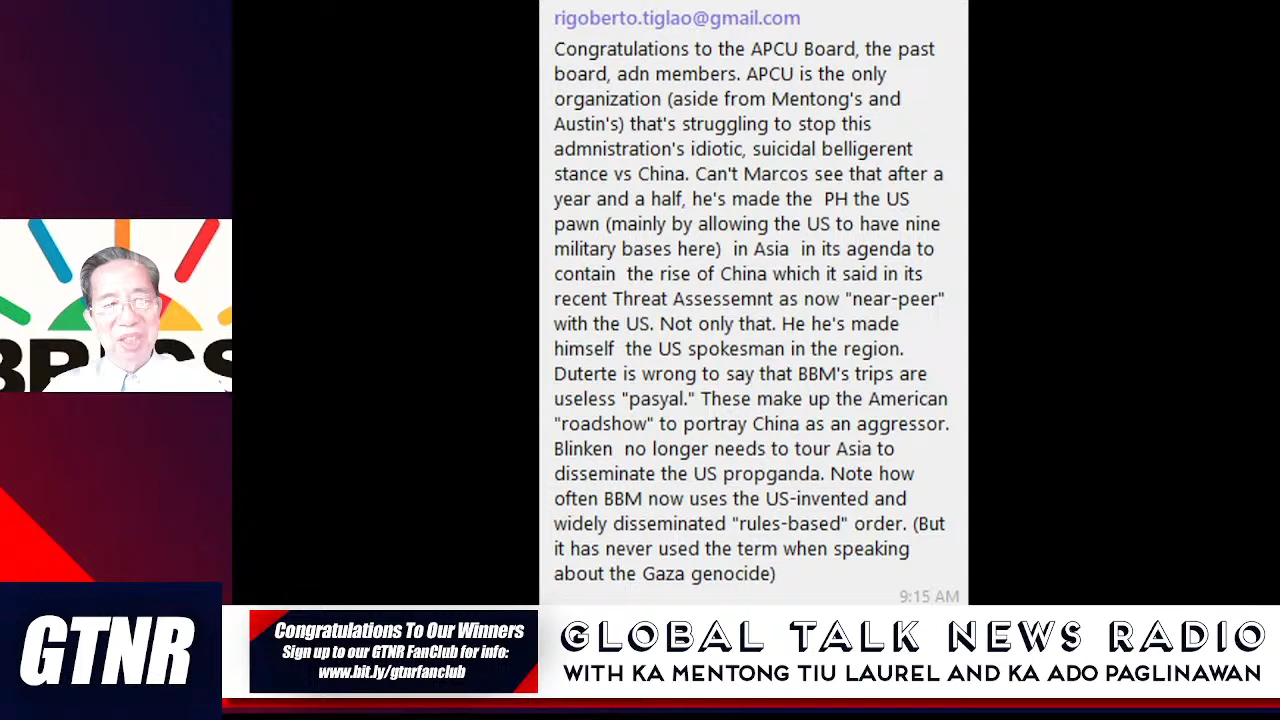 rigoberto.tiglao@gmail.com
Congratulations to the APCU Board, the past
board, adn members. APCU is the only
organization (aside from Mentong's and
Austin's) that's struggling to stop this
admnistration's idiotic, suicidal belligerent
stance vs China. Can't Marcos see that after a
year and a half, he's made the PH the US
pawn (mainly by allowing the US to have nine
military bases here) in Asia in its agenda to
contain the rise of China which it said in its
recent Threat Assessemnt as now "near-peer"
with the US. Not only that. He he's made
himself the US spokesman in the region.
Duterte is wrong to say that BBM's trips are
useless "pasyal." These make up the American
"roadshow" to portray China as an aggressor.
Blinken no longer needs to tour Asia to
disseminate the US propganda. Note how
often BBM now uses the US-invented and
widely disseminated "rules-based" order. (But
it has never used the term when speaking
about the Gaza genocide)
9:15 AM
BRICS
GTNR
Congratulations To Our Winners
Sign up to our GTNR FanClub for info:
www.bit.ly/gtnrfanclub
GLOBAL TALK NEWS RADIO
WITH KA MENTONG TIU LAUREL AND KA ADO PAGLINAWAN